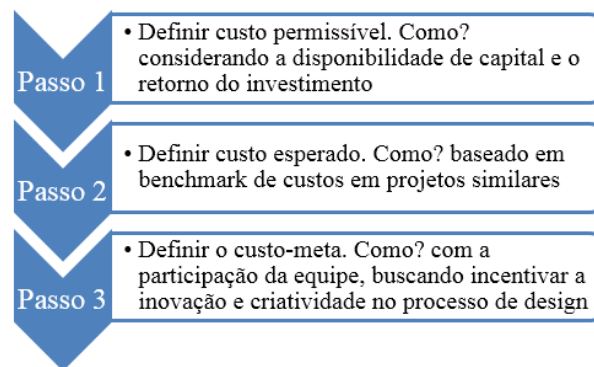 Passo 1
• Definir custo permissível. Como?
considerando a disponibilidade de capital e o
retorno do investimento
Passo 2
• Definir custo esperado. Como? baseado em
benchmark de custos em projetos similares
Passo 3
• Definir o custo-meta. Como? com a
participação da equipe, buscando incentivar a
inovação e criatividade no processo de design